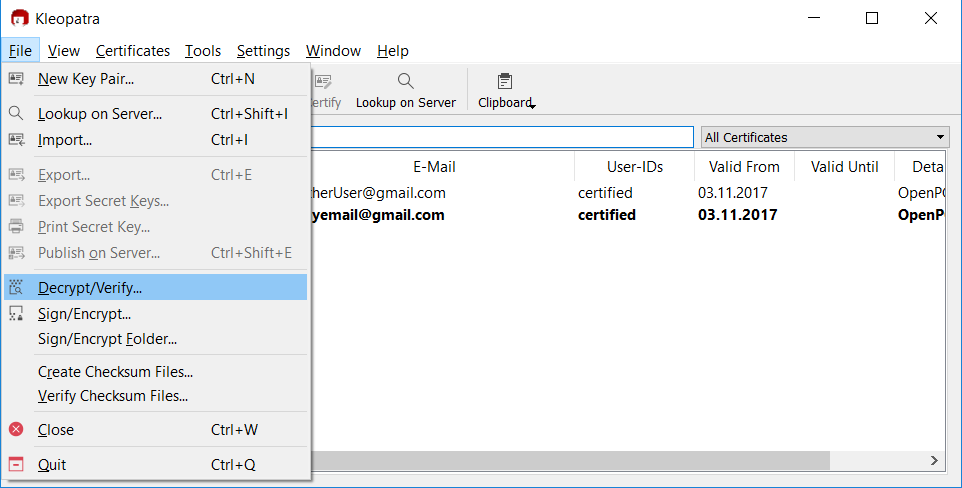 Kleopatra
File View Certificates Tools Settings Window Help
New Key Pair... Ctrl+N
Lookup on Server... Ctrl+Shift+I
Import... Ctrl+I
Export... Ctrl+E
Export Secret Keys...
Print Secret Key...
Publish on Server... Ctrl+Shift+E
Decrypt/Verify...
Sign/Encrypt...
Sign/Encrypt Folder...
Create Checksum Files...
Verify Checksum Files...
Close Ctrl+W
Quit Ctrl+Q
ertify Lookup on Server Clipboard
All Certificates
E-Mail User-IDs Valid From Valid Until Deta
therUser@gmail.com certified 03.11.2017 OpenPG
yemail@gmail.com certified 03.11.2017 OpenP